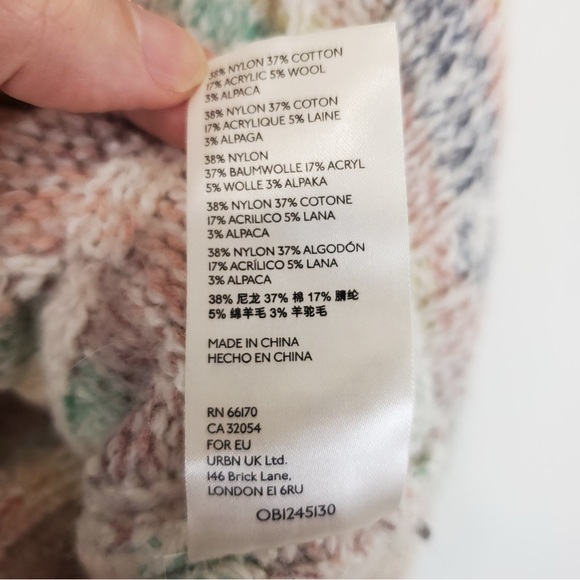 38% NYLON 37% COTTON
17% ACRYLIC 5% WOOL
3% ALPACA
38% NYLON 37% COTON
17% ACRYLIQUE 5% LAINE
3% ALPAGA
38% NYLON
37% BAUMWOLLE 17% ACRYL
5% WOLLE 3% ALPAKA
38% NYLON 37% COTONE
17% ACRILICO 5% LANA
3% ALPACA
38% NYLON 37% ALGODÓN
17% ACRÍLICO 5% LANA
3% ALPACA
38% 尼龙 37% 棉 17% 腈纶
5% 绵羊毛 3% 羊驼毛
MADE IN CHINA
HECHO EN CHINA
RN 66170
CA 32054
FOR EU
URBN UK Ltd.
146 Brick Lane,
LONDON E1 6RU
OB1245130